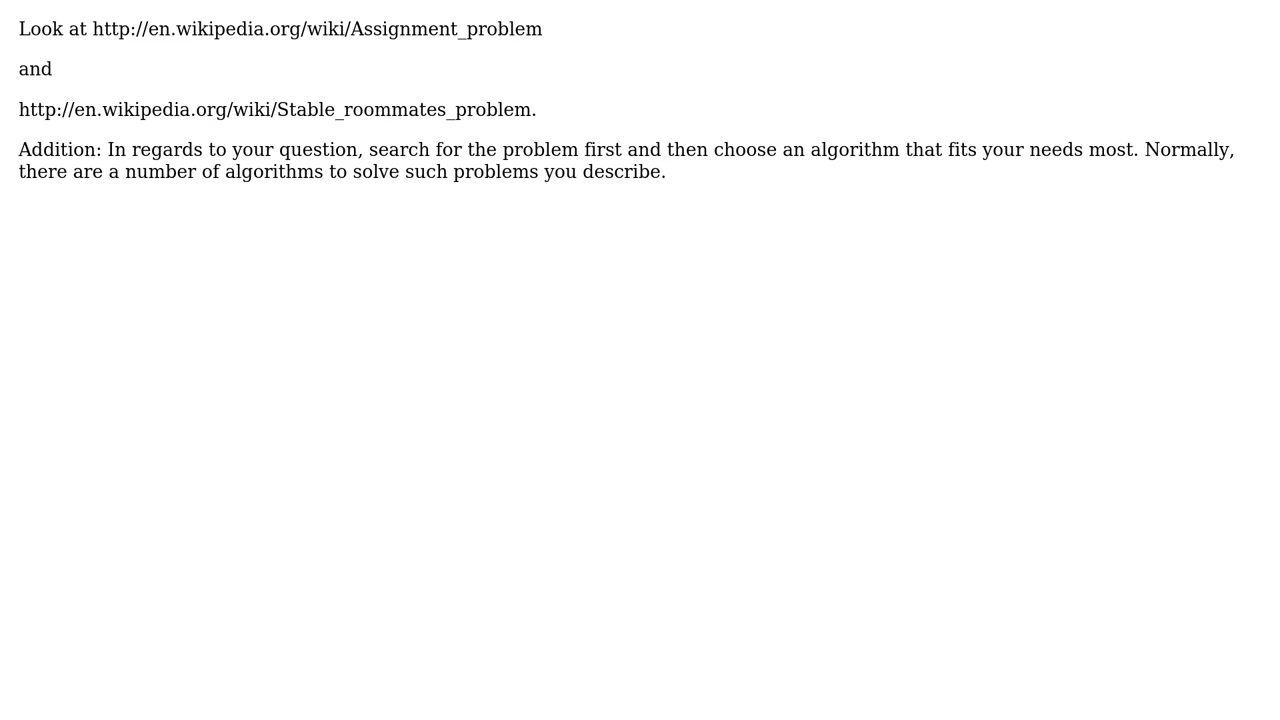 Look at http://en.wikipedia.org/wiki/Assignment_problem
and
http://en.wikipedia.org/wiki/Stable_roommates_problem.
Addition: In regards to your question, search for the problem first and then choose an algorithm that fits your needs most. Normally,
there are a number of algorithms to solve such problems you describe.